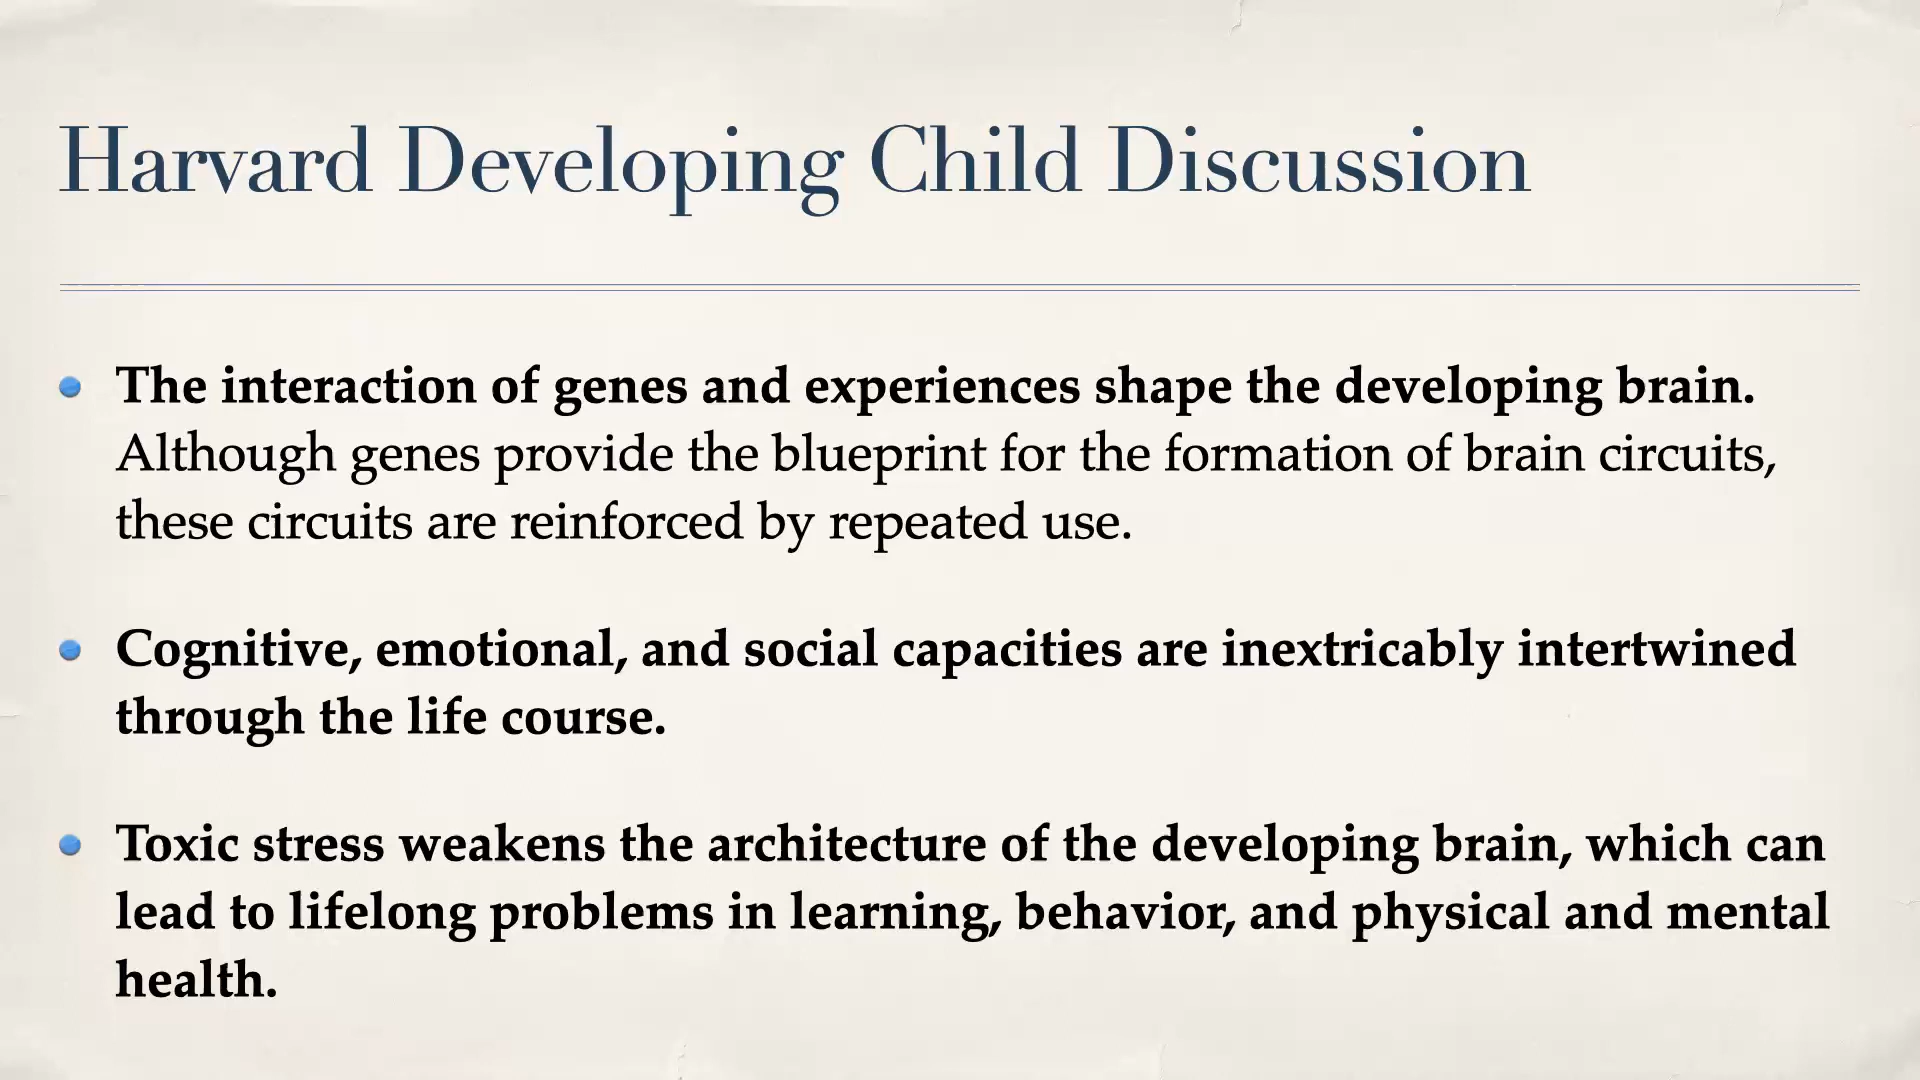 Harvard Developing Child Discussion
The interaction of genes and experiences shape the developing brain.
Although genes provide the blueprint for the formation of brain circuits,
these circuits are reinforced by repeated use.
Cognitive, emotional, and social capacities are inextricably intertwined
through the life course.
Toxic stress weakens the architecture of the developing brain, which can
lead to lifelong problems in learning, behavior, and physical and mental
health.